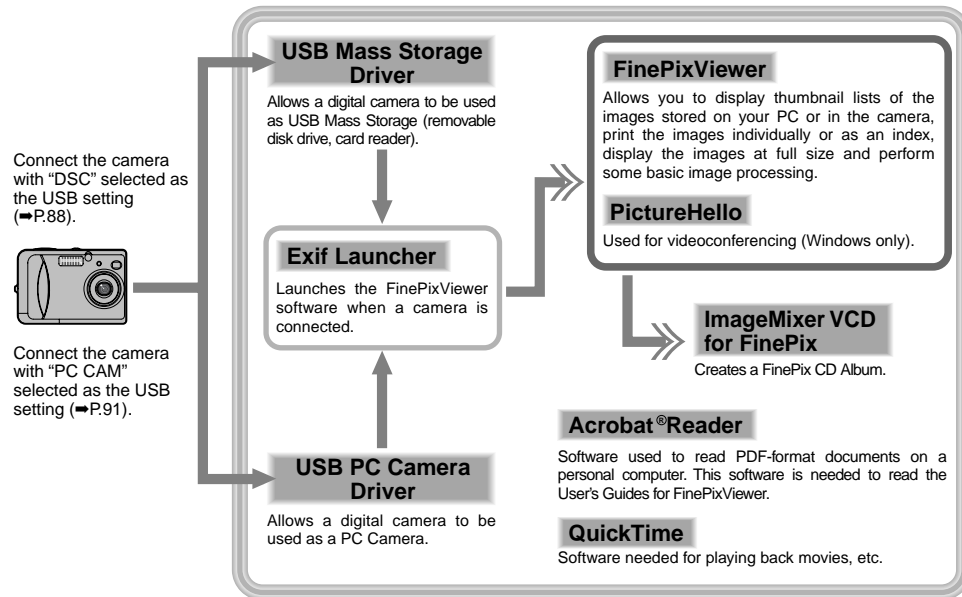 Connect the camera
with “DSC” selected as
the USB setting
(➡P.88).
Connect the camera
with “PC CAM”
selected as the USB
setting (➡P.91).
USB Mass Storage
Driver
Allows a digital camera to be used
as USB Mass Storage (removable
disk drive, card reader).
Exif Launcher
Launches the FinePixViewer
software when a camera is
connected.
USB PC Camera
Driver
Allows a digital camera to be
used as a PC Camera.
FinePixViewer
Allows you to display thumbnail lists of the
images stored on your PC or in the camera,
print the images individually or as an index,
display the images at full size and perform
some basic image processing.
PictureHello
Used for videoconferencing (Windows only).
ImageMixer VCD
for FinePix
Creates a FinePix CD Album.
Acrobat®Reader
Software used to read PDF-format documents on a
personal computer. This software is needed to read the
User’s Guides for FinePixViewer.
QuickTime
Software needed for playing back movies, etc.